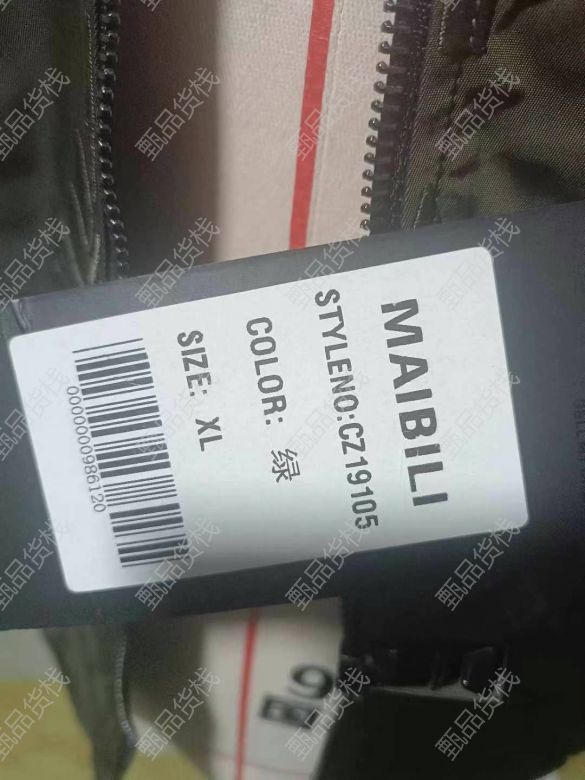 MAIBILI
STYLENO:CZ19105
COLOR: 绿
SIZE: XL
0000000986120
甄品货栈